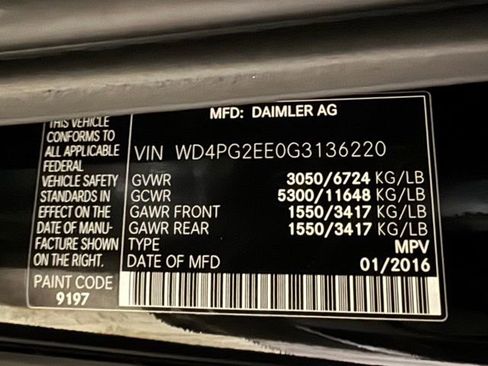 MFD: DAIMLER AG
THIS VEHICLE
CONFORMS TO
ALL APPLICABLE
FEDERAL
VEHICLE SAFETY
STANDARDS IN
EFFECT ON THE
DATE OF MANU-
FACTURE SHOWN
ON THE RIGHT.
PAINT CODE
9197
VIN WD4PG2EE0G3136220
GVWR 3050/6724 KG/LB
GCWR 5300/11648 KG/LB
GAWR FRONT 1550/3417 KG/LB
GAWR REAR 1550/3417 KG/LB
TYPE MPV
DATE OF MFD 01/2016